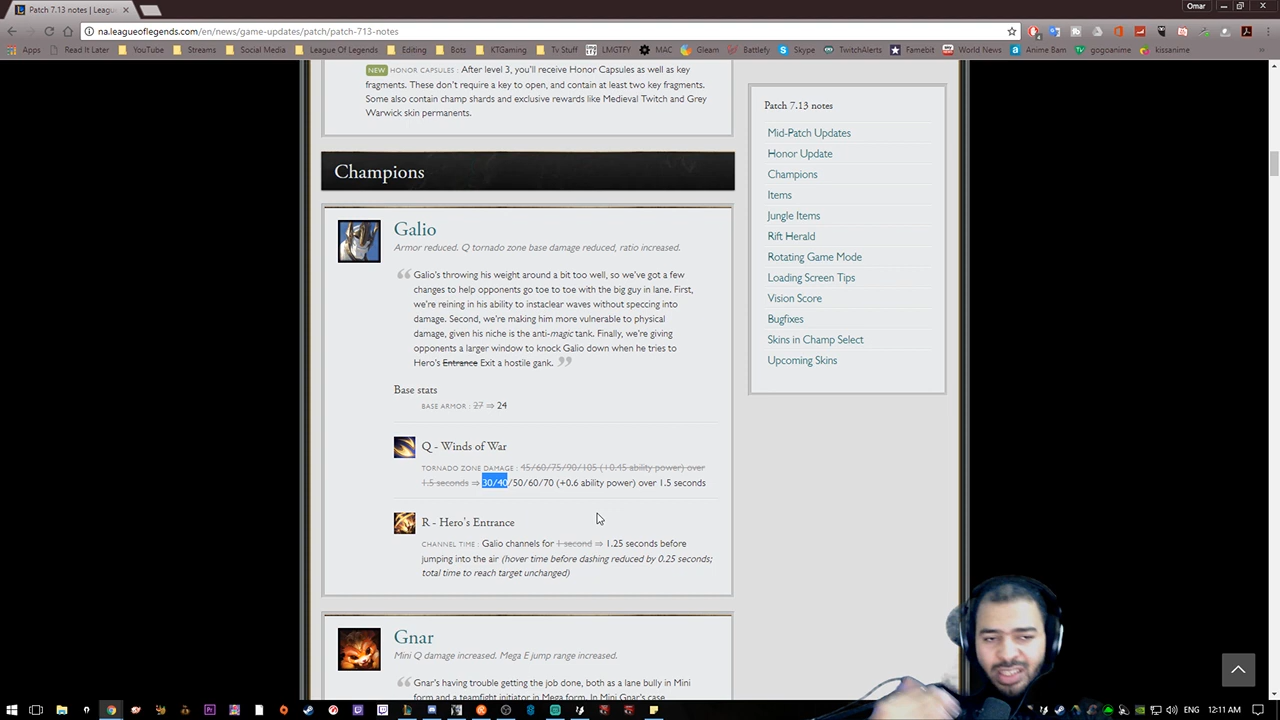 Patch 7.13 notes | Leagu
Omar
na.leagueoflegends.com/en/news/game-updates/patch/patch-713-notes
Apps Read It Later YouTube Streams Social Media League Of Legends Editing Bots KTGaming Tv Stuff LMGTFY MAC Gleam Battlefy Skype TwitchAlerts Famebit World News Anime Bam gogoanime kissanime
NEW HONOR CAPSULES : After level 3, you'll receive Honor Capsules as well as key
fragments. These don't require a key to open, and contain at least two key fragments.
Some also contain champ shards and exclusive rewards like Medieval Twitch and Grey
Warwick skin permanents.
Champions
Galio
Armor reduced. Q tornado zone base damage reduced, ratio increased.
Galio's throwing his weight around a bit too well, so we've got a few
changes to help opponents go toe to toe with the big guy in lane. First,
we're reining in his ability to instaclear waves without speccing into
damage. Second, we're making him more vulnerable to physical
damage, given his niche is the anti-magic tank. Finally, we're giving
opponents a larger window to knock Galio down when he tries to
Hero's Entrance Exit a hostile gank.
Base stats
BASE ARMOR : 27 ⇒ 24
Q - Winds of War
TORNADO ZONE DAMAGE : 45/60/75/90/105 (+0.45 ability power) over
1.5 seconds ⇒ 30/40/50/60/70 (+0.6 ability power) over 1.5 seconds
R - Hero's Entrance
CHANNEL TIME : Galio channels for 1 second ⇒ 1.25 seconds before
jumping into the air (hover time before dashing reduced by 0.25 seconds;
total time to reach target unchanged)
Gnar
Mini Q damage increased. Mega E jump range increased.
Gnar's having trouble getting the job done, both as a lane bully in Mini
form and a teamfight initiator in Mega form. In Mini Gnar's case
Patch 7.13 notes
Mid-Patch Updates
Honor Update
Champions
Items
Jungle Items
Rift Herald
Rotating Game Mode
Loading Screen Tips
Vision Score
Bugfixes
Skins in Champ Select
Upcoming Skins
ENG 12:11 AM